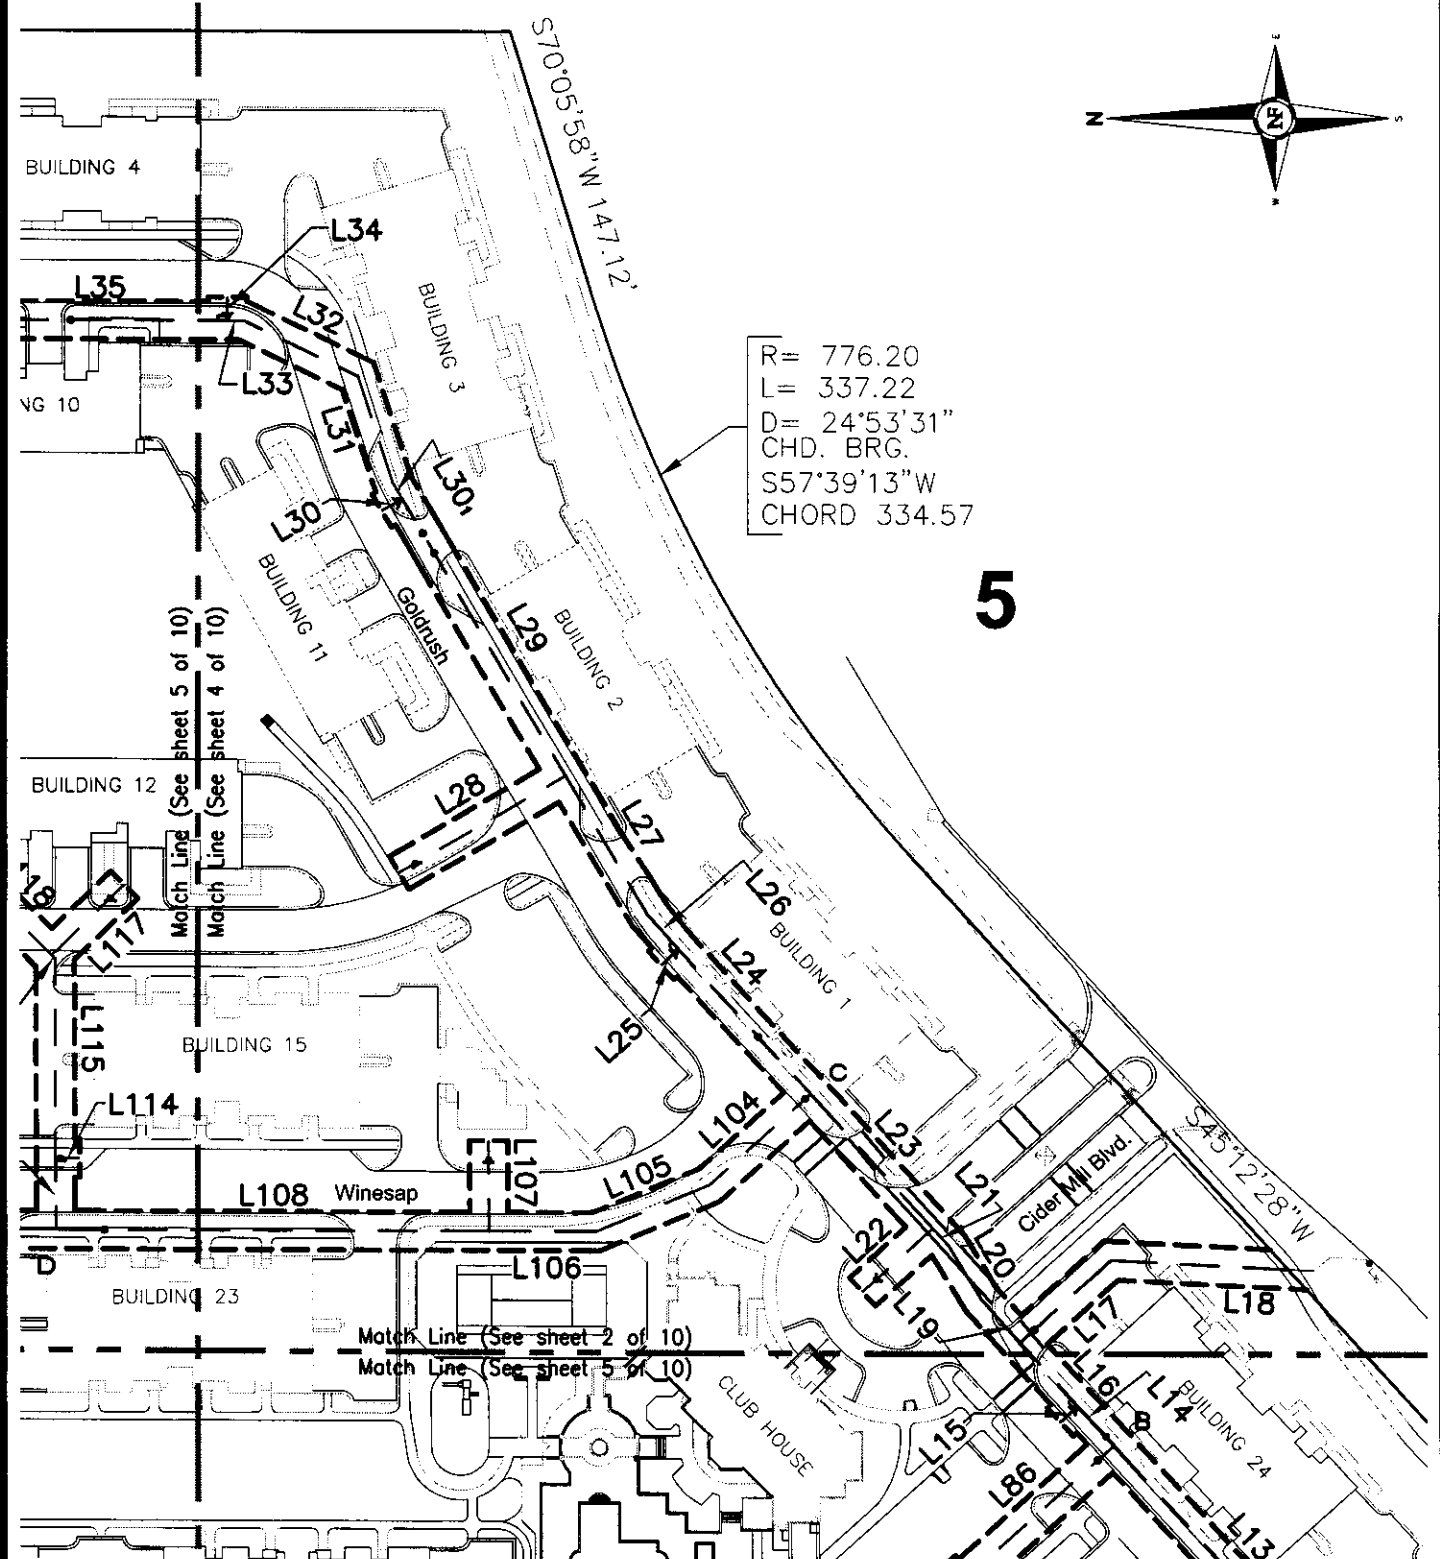 S70°05'58"W 147.12'
E
N
NF
S
W
BUILDING 4
L34
L35
L32
BUILDING 3
L33
NG 10
L31
L30₁
L30
R= 776.20
L= 337.22
D= 24°53'31"
CHD. BRG.
S57°39'13"W
CHORD 334.57
5
BUILDING 11
Goldrush
L29
BUILDING 2
Match Line (See sheet 5 of 10)
Match Line (See sheet 4 of 10)
BUILDING 12
L28
L27
18
L117
L26
BUILDING 1
L24
L25
L115
BUILDING 15
C
L114
L104
L23
L107
L105
L108
Winesap
L21
Cider Mill Blvd.
S45°12'28"W
L22
L20
D
L106
BUILDING 23
L19
L17
L18
Match Line (See sheet 2 of 10)
Match Line (See sheet 5 of 10)
CLUB HOUSE
L16
L14
B
BUILDING 24
L15
L86
L13